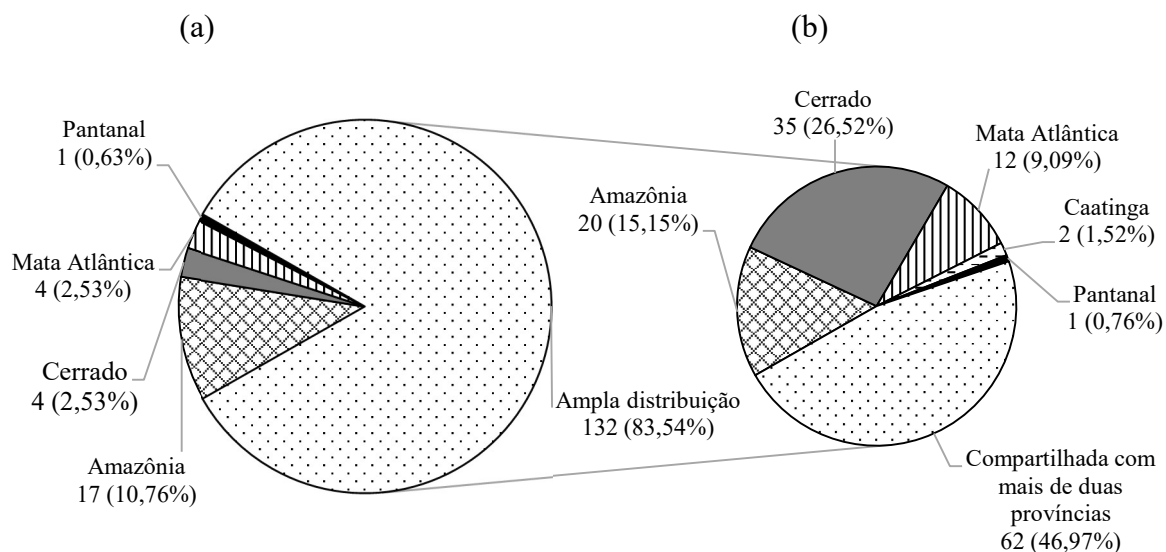 (a)
Pantanal
1 (0,63%)
Mata Atlântica
4 (2,53%)
Cerrado
4 (2,53%)
Amazônia
17 (10,76%)
Ampla distribuição
132 (83,54%)
(b)
Cerrado
35 (26,52%)
Mata Atlântica
12 (9,09%)
Amazônia
20 (15,15%)
Caatinga
2 (1,52%)
Pantanal
1 (0,76%)
Compartilhada com
mais de duas
províncias
62 (46,97%)